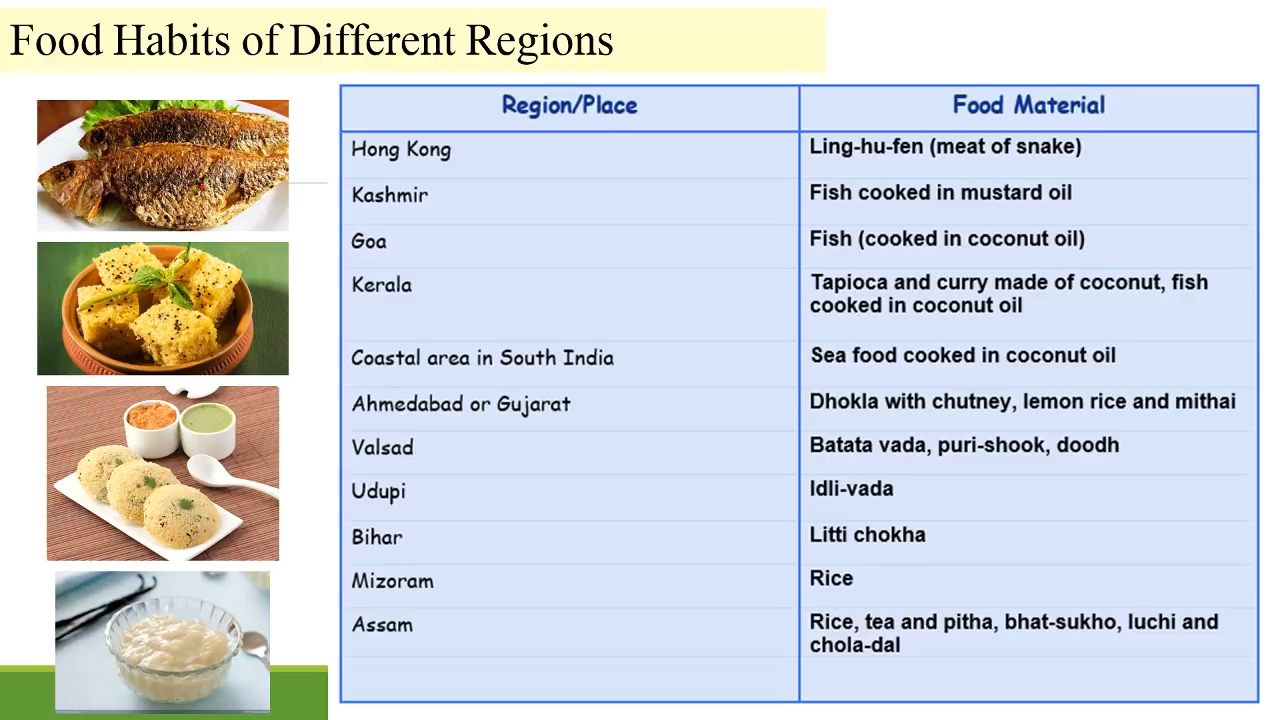 Food Habits of Different Regions
Region/Place Food Material
Hong Kong Ling-hu-fen (meat of snake)
Kashmir Fish cooked in mustard oil
Goa Fish (cooked in coconut oil)
Kerala Tapioca and curry made of coconut, fish
cooked in coconut oil
Coastal area in South India Sea food cooked in coconut oil
Ahmedabad or Gujarat Dhokla with chutney, lemon rice and mithai
Valsad Batata vada, puri-shook, doodh
Udupi Idli-vada
Bihar Litti chokha
Mizoram Rice
Assam Rice, tea and pitha, bhat-sukho, luchi and
chola-dal